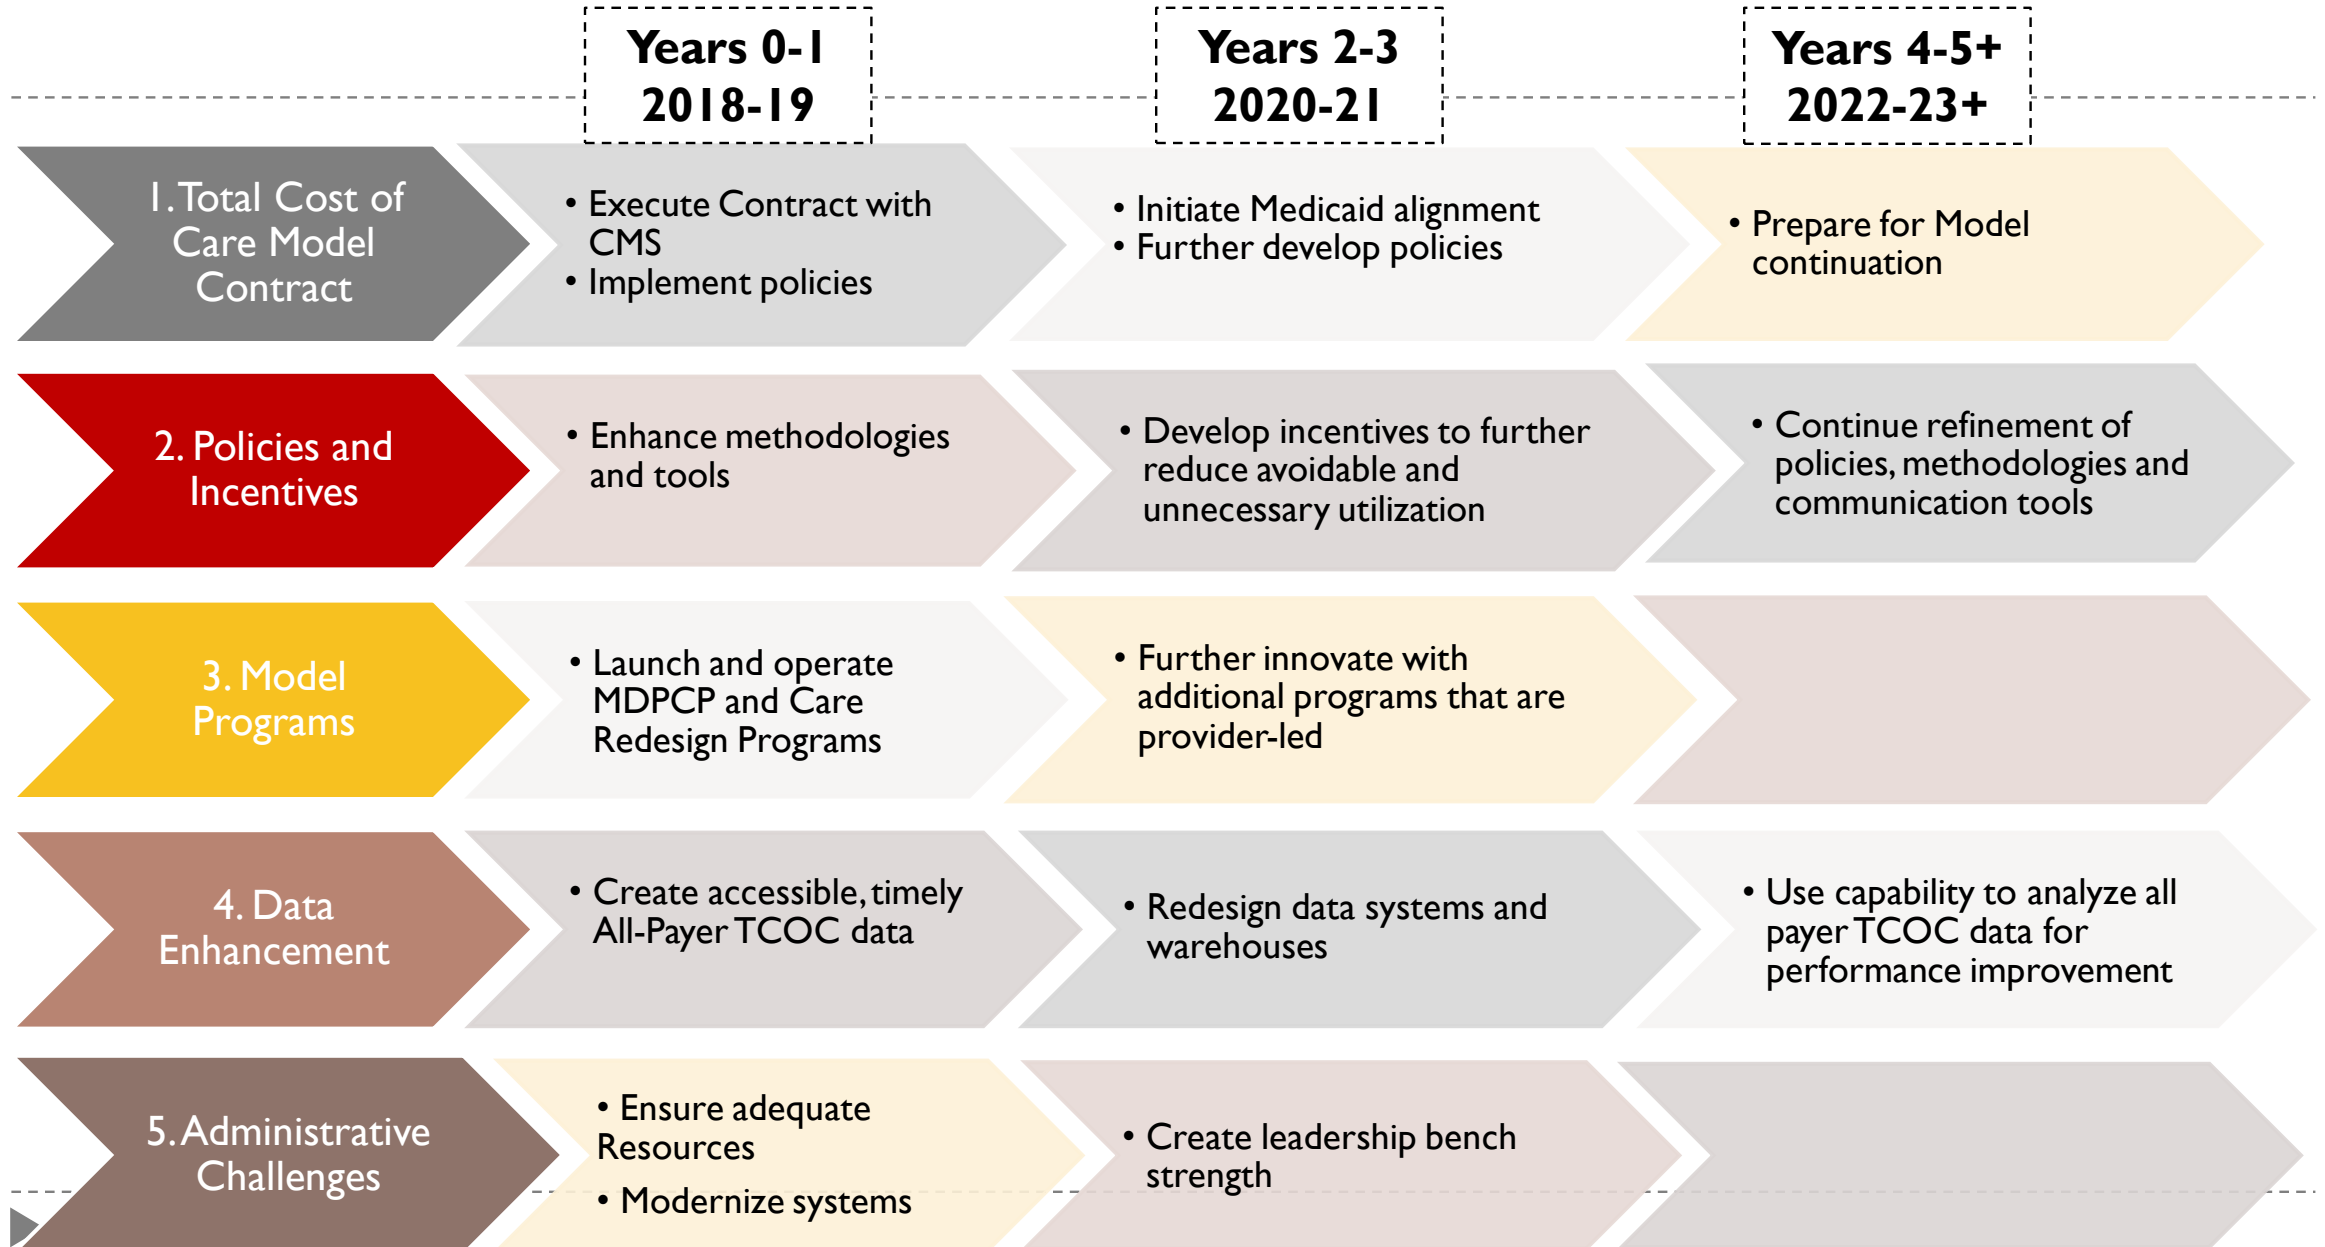 Years 0-1
2018-19
Years 2-3
2020-21
Years 4-5+
2022-23+
1. Total Cost of
Care Model
Contract
• Execute Contract with
CMS
• Implement policies
• Initiate Medicaid alignment
• Further develop policies
• Prepare for Model
continuation
2. Policies and
Incentives
• Enhance methodologies
and tools
• Develop incentives to further
reduce avoidable and
unnecessary utilization
• Continue refinement of
policies, methodologies and
communication tools
3. Model
Programs
• Launch and operate
MDPCP and Care
Redesign Programs
• Further innovate with
additional programs that are
provider-led
4. Data
Enhancement
• Create accessible, timely
All-Payer TCOC data
• Redesign data systems and
warehouses
• Use capability to analyze all
payer TCOC data for
performance improvement
5. Administrative
Challenges
• Ensure adequate
Resources
• Modernize systems
• Create leadership bench
strength